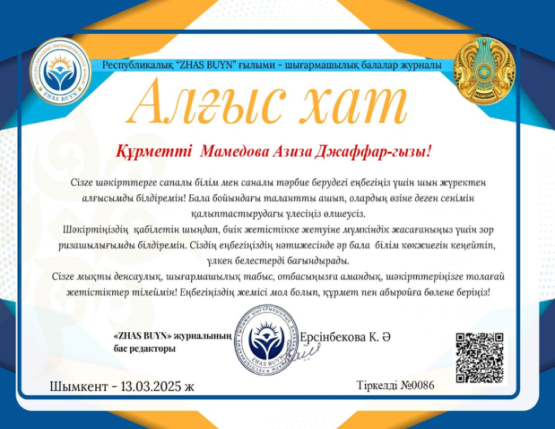 Республикалық "ZHAS BUYN" ғылыми - шығармашылық балалар журналы
Алғыс хат
Құрметті Мамедова Азиза Джаффар-гызы!
Сізге шәкірттерге сапалы білім мен саналы тәрбие берудегі еңбегіңіз үшін шын жүректен
алғысымды білдіремін! Бала бойындағы талантты ашып, олардың өзіне деген сенімін
қалыптастырудағы үлесіңіз өлшеусіз.
Шәкіртіңіздің қабілетін шыңдап, биік жетістікке жетуіне мүмкіндік жасағаныңыз үшін зор
ризашылығымды білдіремін. Сіздің еңбегіңіздің нәтижесінде әр бала білім көкжиегін кеңейтіп,
үлкен белестерді бағындырады.
Сізге мықты денсаулық, шығармашылық табыс, отбасыңызға амандық, шәкірттеріңізге толағай
жетістіктер тілеймін! Еңбегіңіздің жемісі мол болып, құрмет пен абыройға бөлене беріңіз!
«ZHAS BUYN» журналының
бас редакторы
Ерсінбекова К. Ә
Шымкент - 13.03.2025 ж
Тіркелді №0086
ZHAS BUYN